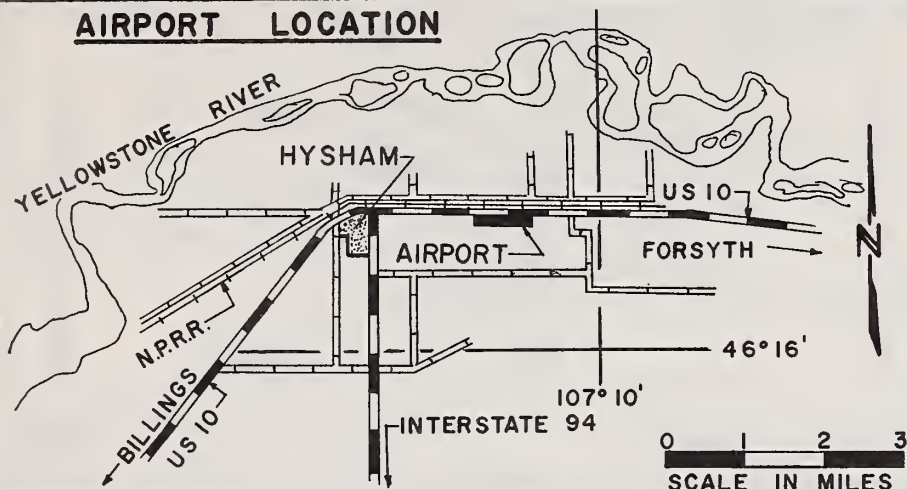 AIRPORT LOCATION
YELLOWSTONE RIVER
HYSHAM
US 10
AIRPORT
FORSYTH
N
N.P.R.R.
46° 16'
107° 10'
BILLINGS
US 10
INTERSTATE 94
0 1 2 3
SCALE IN MILES